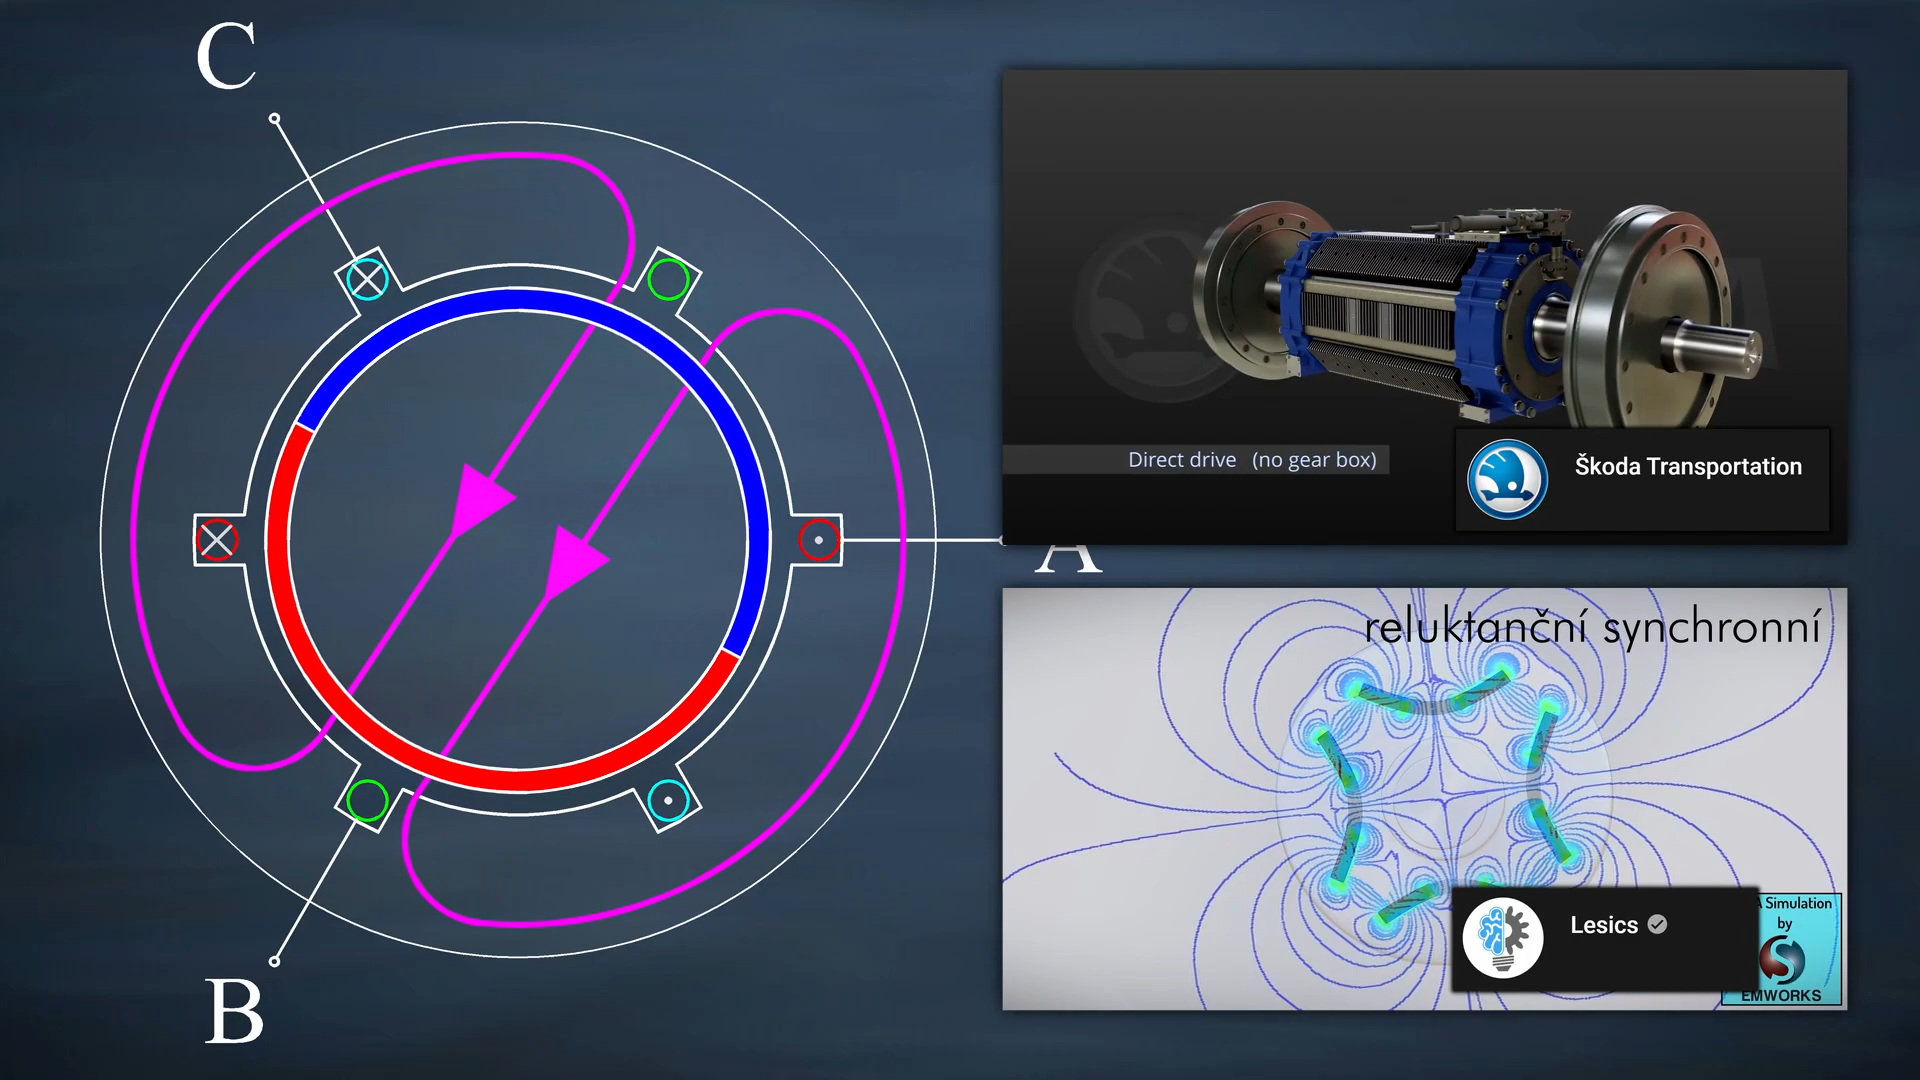 C
A
B
Direct drive (no gear box)
Škoda Transportation
reluktanční synchronní
Lesics
Simulation
by
S
EMWORKS